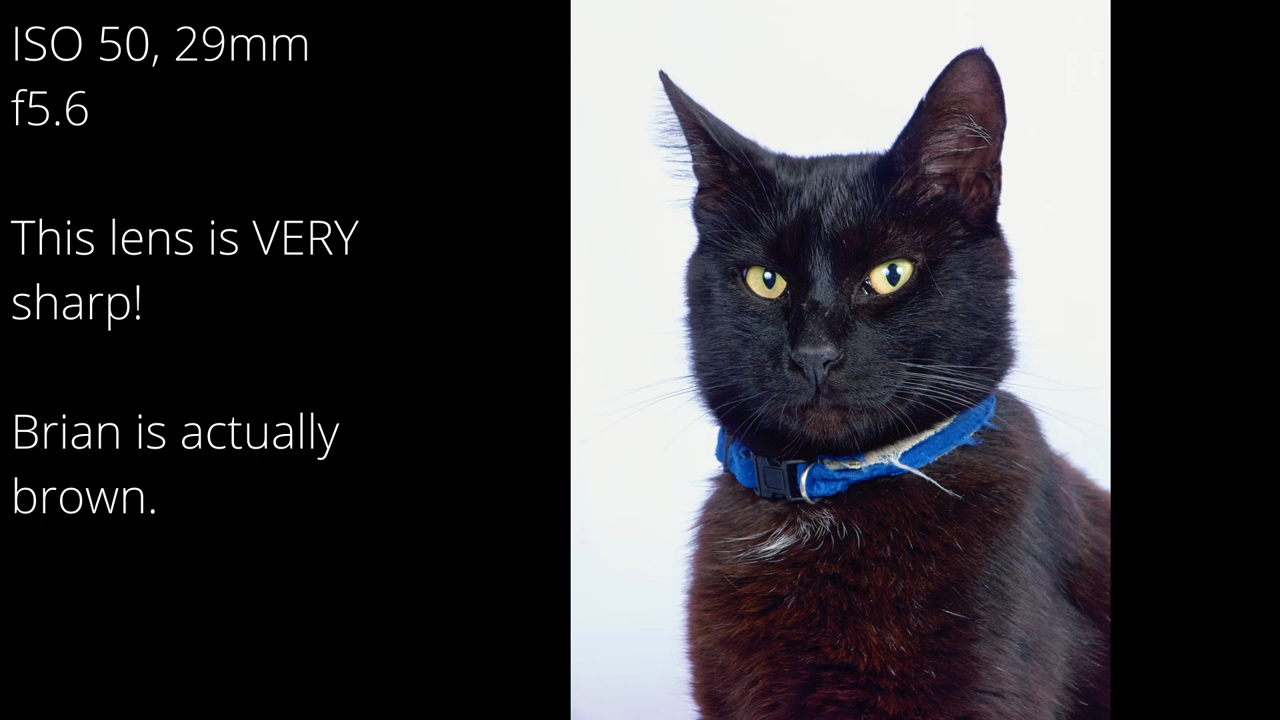 ISO 50, 29mm
f5.6
This lens is VERY
sharp!
Brian is actually
brown.